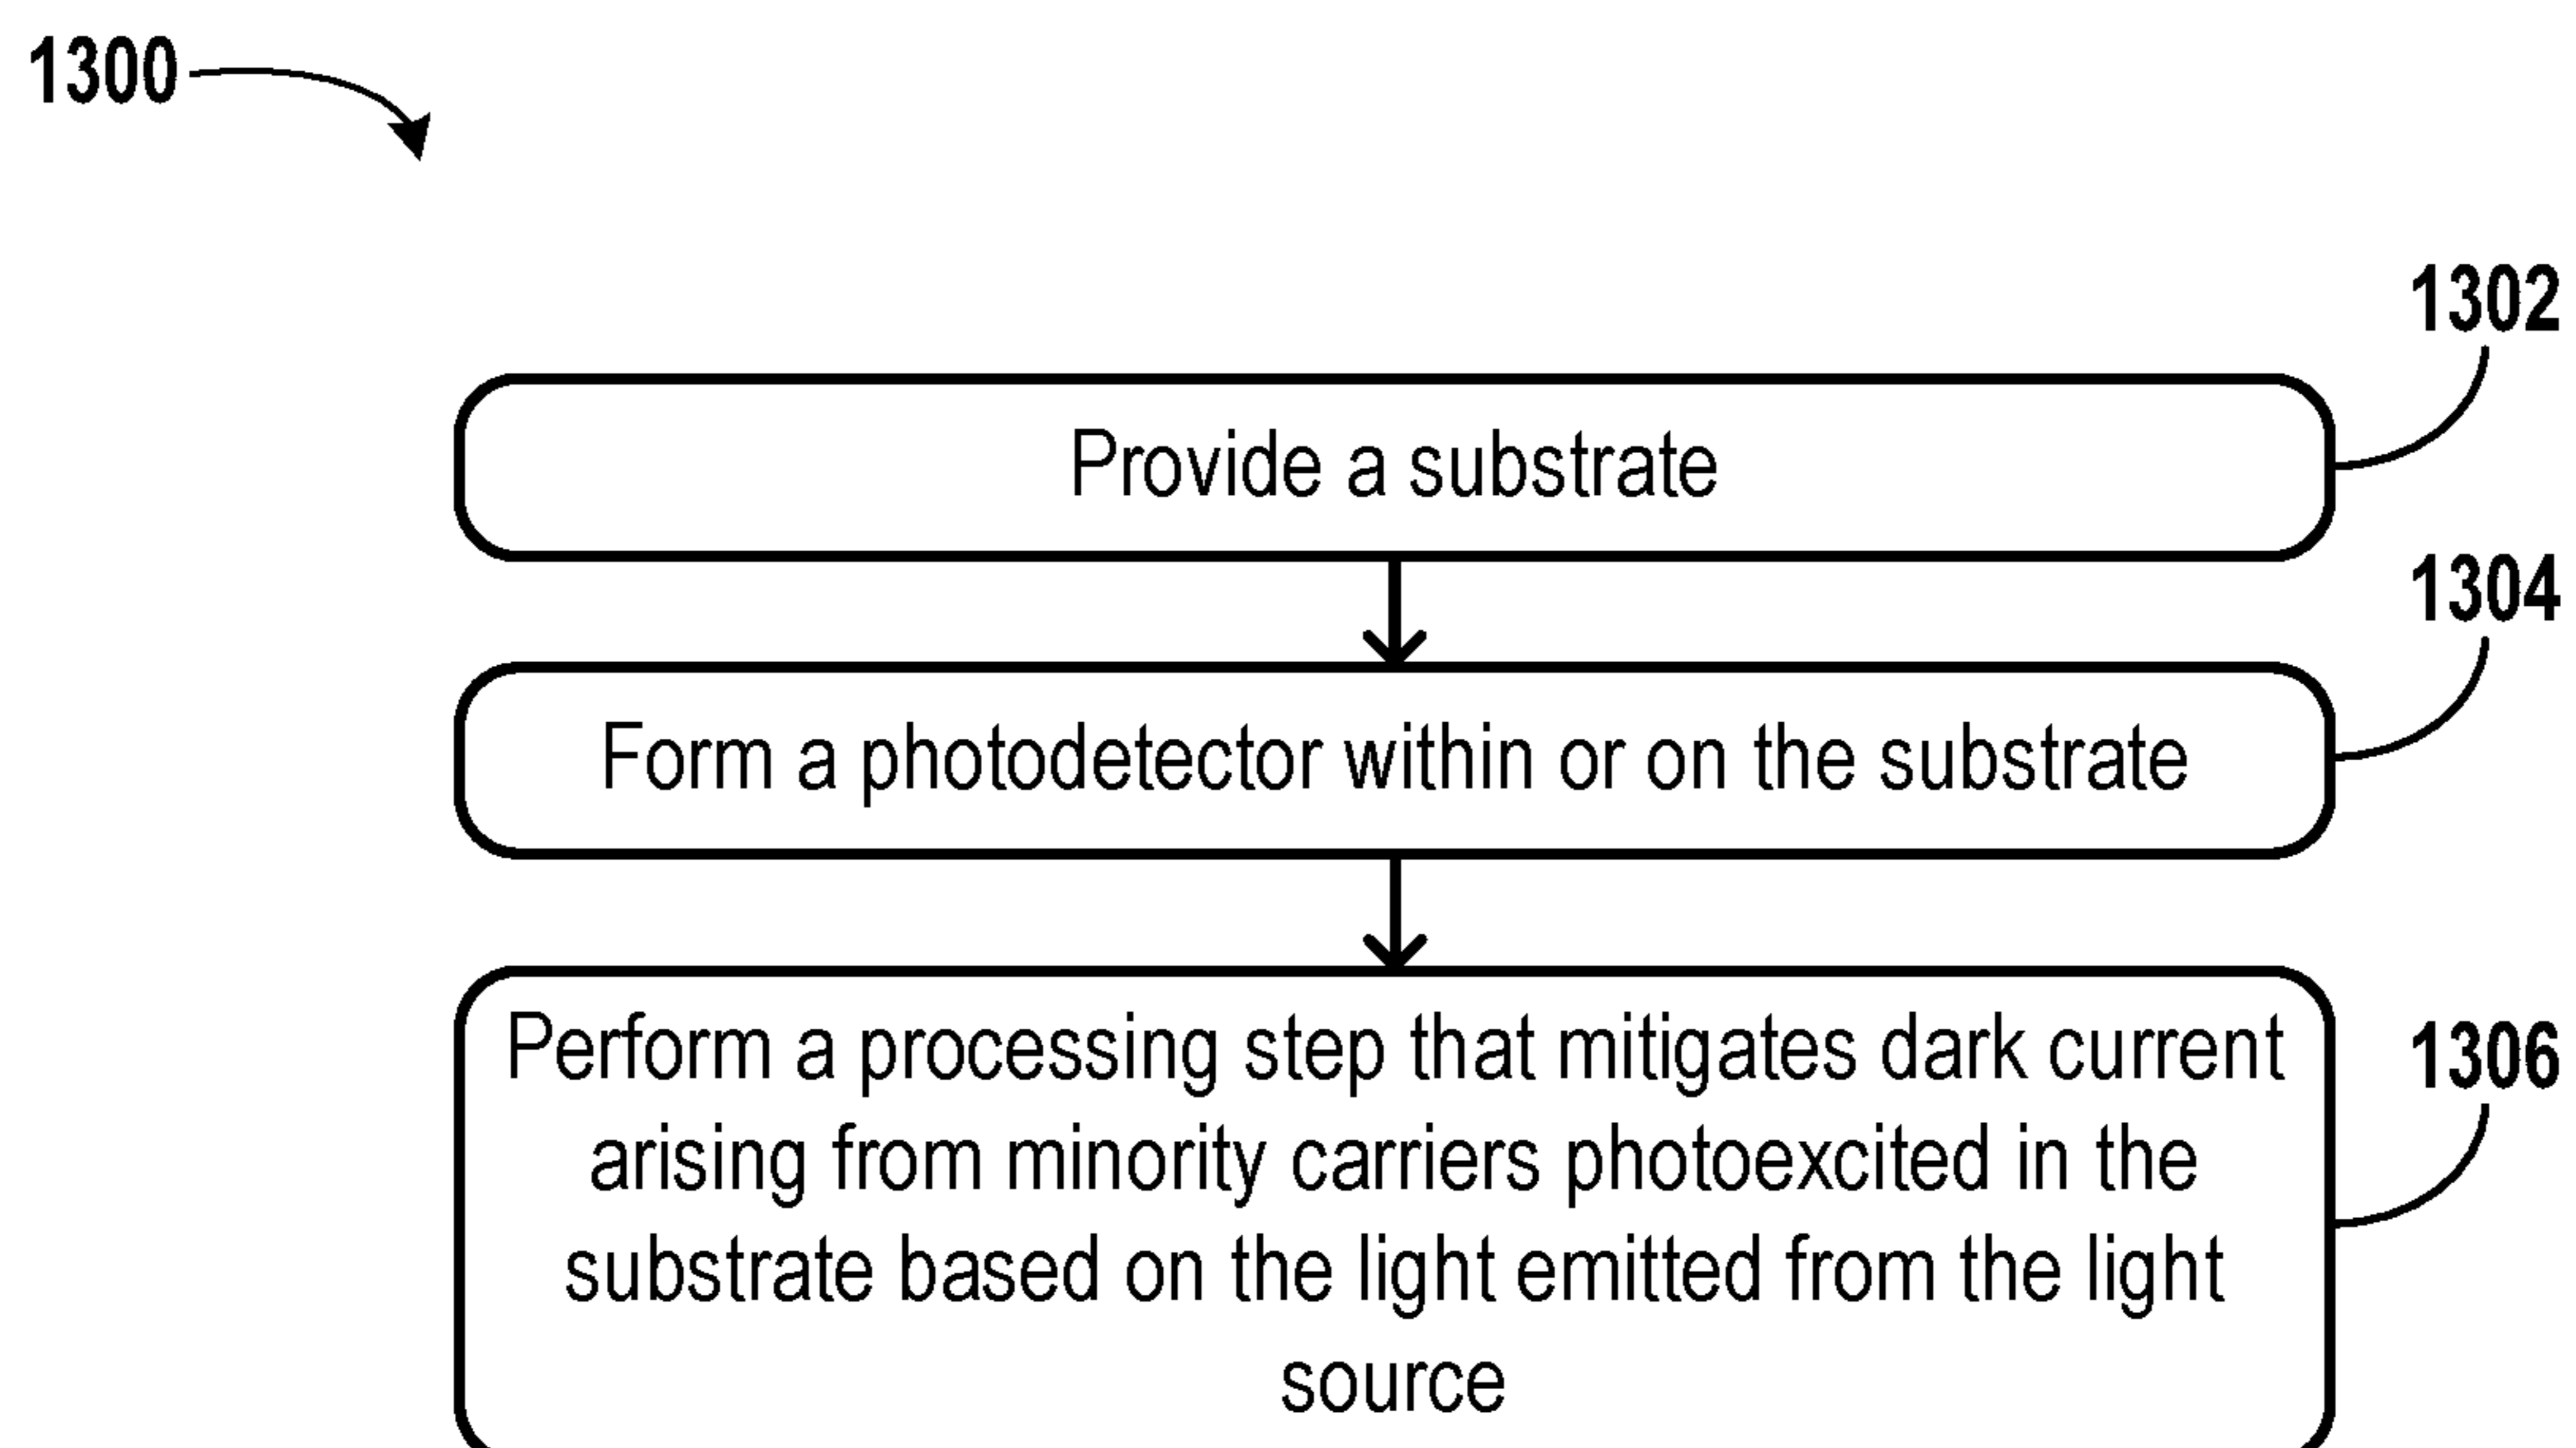 1300
1302
Provide a substrate
1304
Form a photodetector within or on the substrate
Perform a processing step that mitigates dark current
1306
arising from minority carriers photoexcited in the
substrate based on the light emitted from the light
source